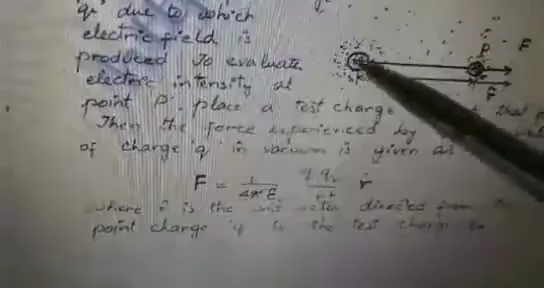 'q' due to which
electric field is
produced To evaluate
electric intensity at
point P. place a test charge that
Then the force experienced by
of charge 'q' in vacuum is given as
F = 1/4πε. q q./r² r̂
where r̂ is the unit vector directed from
point charge 'q' to the test charge
P F
F